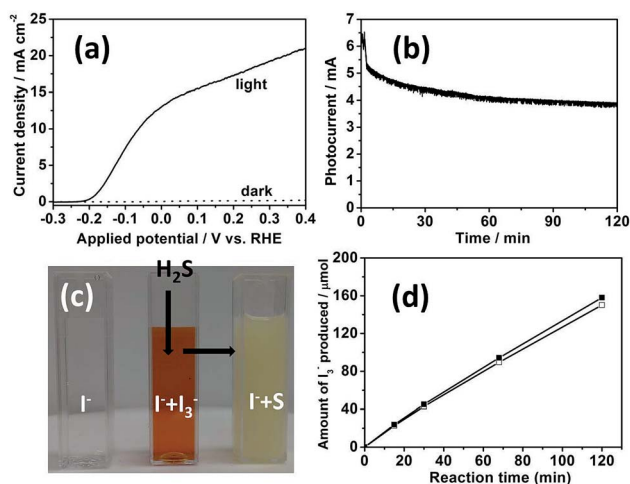 (a)
Current density / mA cm⁻²
25
20
15
10
5
0
light
dark
-0.3 -0.2 -0.1 0.0 0.1 0.2 0.3 0.4
Applied potential / V vs. RHE
(b)
Photocurrent / mA
7
6
5
4
3
2
1
0
0 30 60 90 120
Time / min
(c)
H₂S
I⁻
I⁻+I₃⁻
I⁻+S
(d)
Amount of I₃⁻ produced / μmol
200
160
120
80
40
0
0 20 40 60 80 100 120
Reaction time (min)